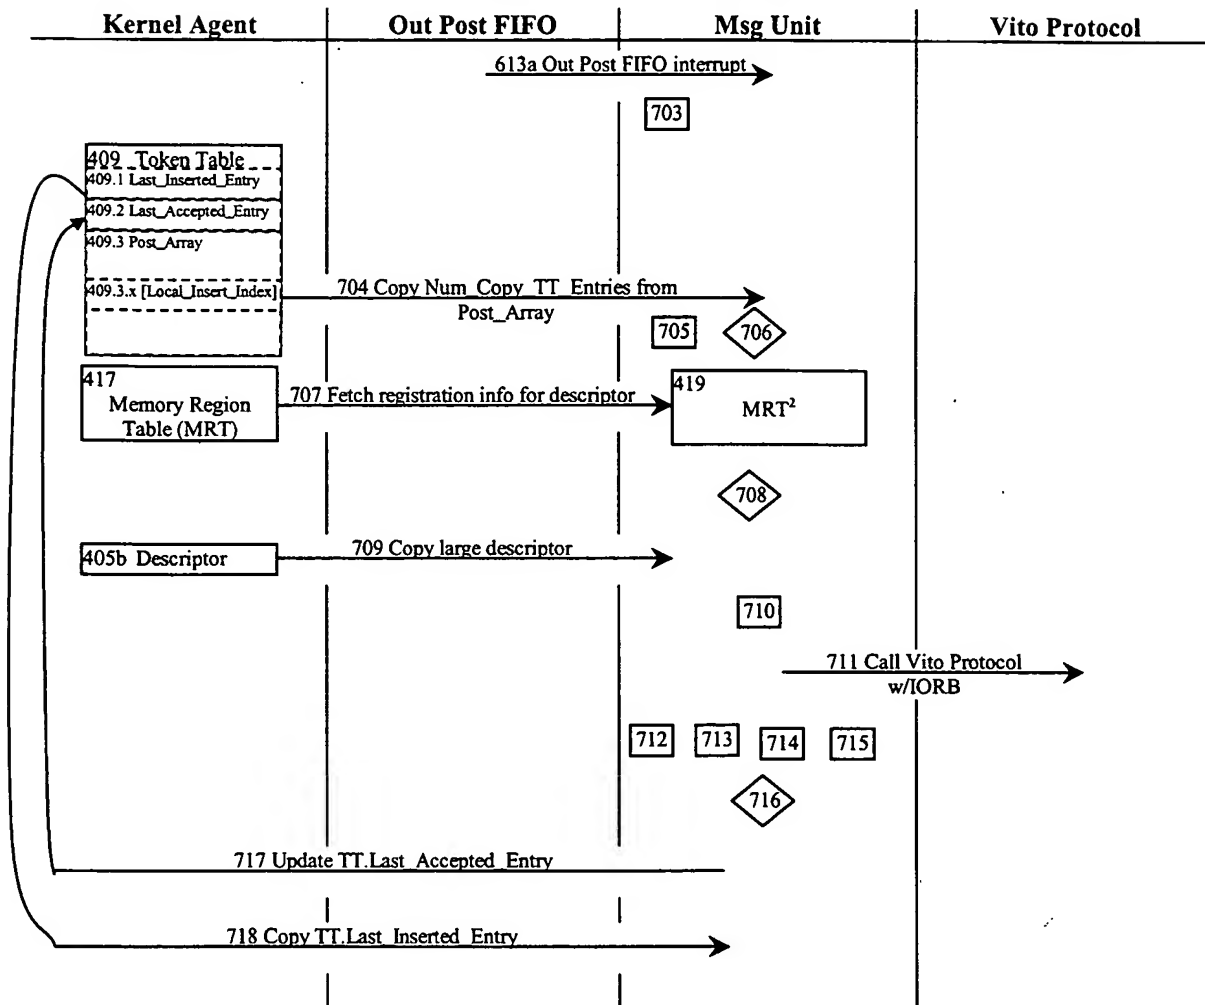 Kernel Agent Out Post FIFO Msg Unit Vito Protocol
613a Out Post FIFO interrupt
703
409 Token Table
409.1 Last_Inserted_Entry
409.2 Last_Accepted_Entry
409.3 Post_Array
409.3.x [Local_Insert_Index]
704 Copy Num_Copy_TT_Entries from
Post_Array
705 706
417
Memory Region
Table (MRT)
707 Fetch registration info for descriptor
419
MRT²
708
405b Descriptor
709 Copy large descriptor
710
711 Call Vito Protocol
w/IORB
712 713 714 715
716
717 Update TT.Last_Accepted_Entry
718 Copy TT.Last_Inserted_Entry